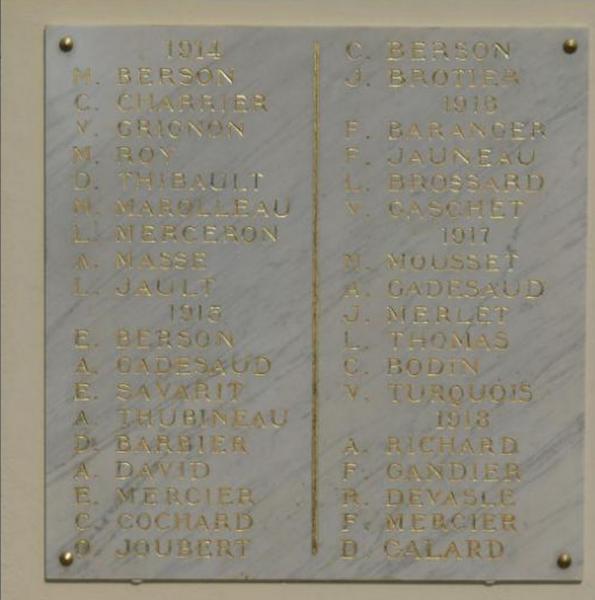 1914
M. BERSON
C. CHARRIER
V. GRIGNON
M. ROY
D. THIBAULT
M. MAROLLEAU
L. MERCERON
A. MASSE
L. JAULT
1915
E. BERSON
A. GADESAUD
E. SAVARIT
A. THUBINEAU
D. BARBIER
A. DAVID
E. MERCIER
C. COCHARD
O. JOUBERT
C. BERSON
J. BROTIER
1916
F. BARANGER
F. JAUNEAU
L. BROSSARD
V. GASCHET
1917
M. MOUSSET
A. GADESAUD
J. MERLET
L. THOMAS
C. BODIN
V. TURQUOIS
1918
A. RICHARD
F. GANDIER
R. DEVASLE
F. MERCIER
D. GALARD